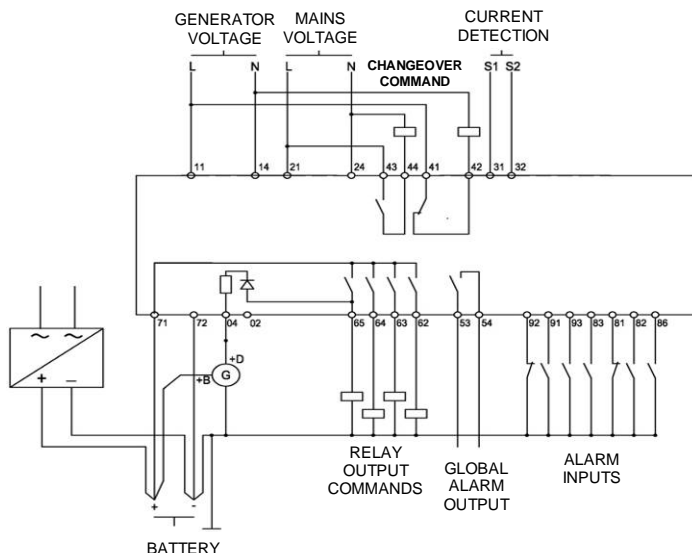 GENERATOR
VOLTAGE
MAINS
VOLTAGE
CURRENT
DETECTION
L N L N CHANGEOVER
COMMAND
S1 S2
11 14 21 24 43 44 41 42 31 32
71 72 04 02 65 64 63 62 53 54 92 91 93 83 81 82 86
+D
+B G
+ –
+ -
RELAY
OUTPUT
COMMANDS
GLOBAL
ALARM
OUTPUT
ALARM
INPUTS
BATTERY